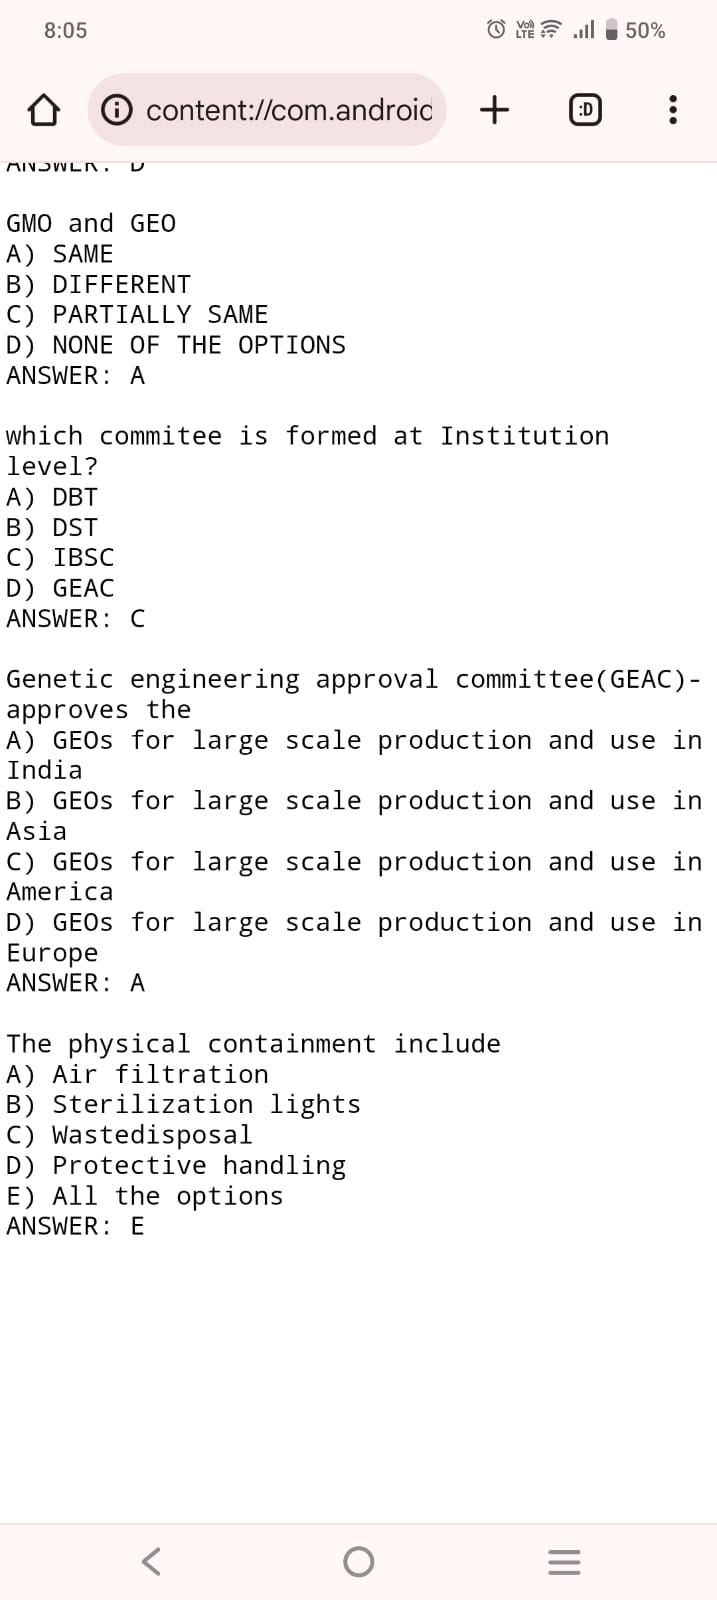 8:05
Vo)) LTE
50%
content://com.android
:D
ANSWER: D
GMO and GEO
A) SAME
B) DIFFERENT
C) PARTIALLY SAME
D) NONE OF THE OPTIONS
ANSWER: A
which commitee is formed at Institution
level?
A) DBT
B) DST
C) IBSC
D) GEAC
ANSWER: C
Genetic engineering approval committee(GEAC)-
approves the
A) GEOs for large scale production and use in
India
B) GEOs for large scale production and use in
Asia
C) GEOs for large scale production and use in
America
D) GEOs for large scale production and use in
Europe
ANSWER: A
The physical containment include
A) Air filtration
B) Sterilization lights
C) Wastedisposal
D) Protective handling
E) All the options
ANSWER: E